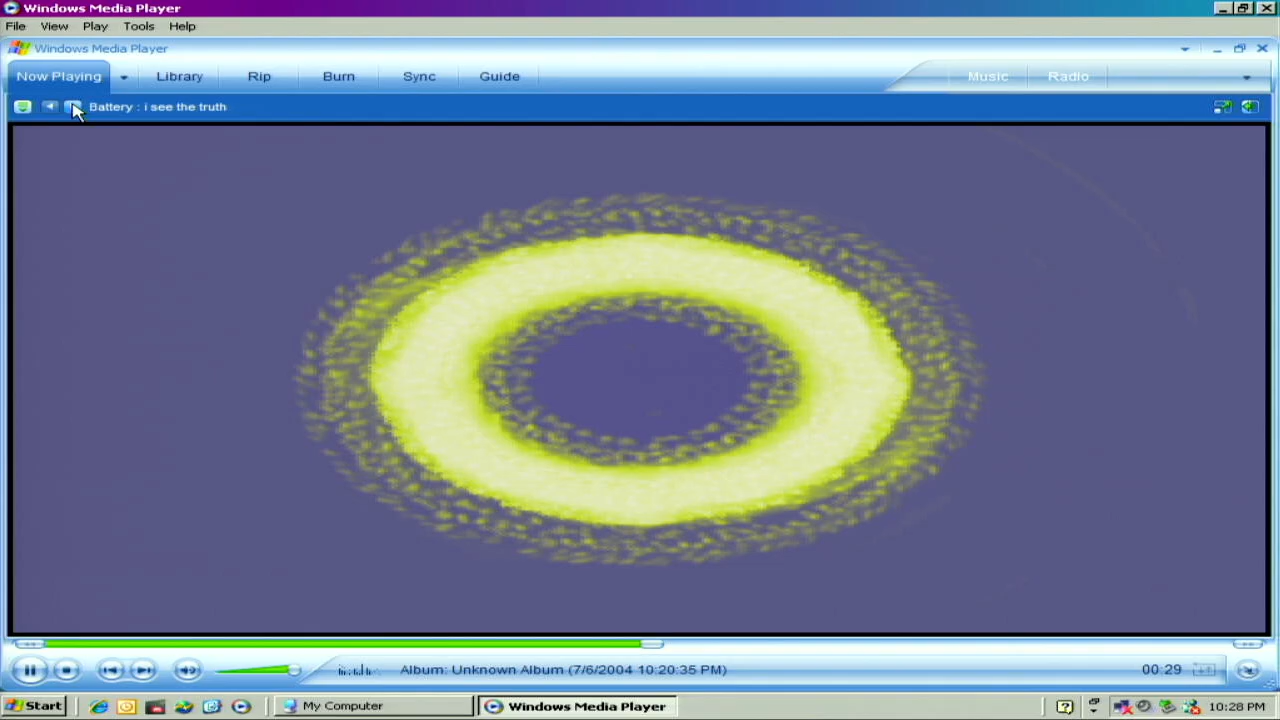 Windows Media Player
File View Play Tools Help
Windows Media Player
Now Playing Library Rip Burn Sync Guide Music Radio
Battery : i see the truth
Album: Unknown Album (7/6/2004 10:20:35 PM) 00:29
Start My Computer Windows Media Player 10:28 PM